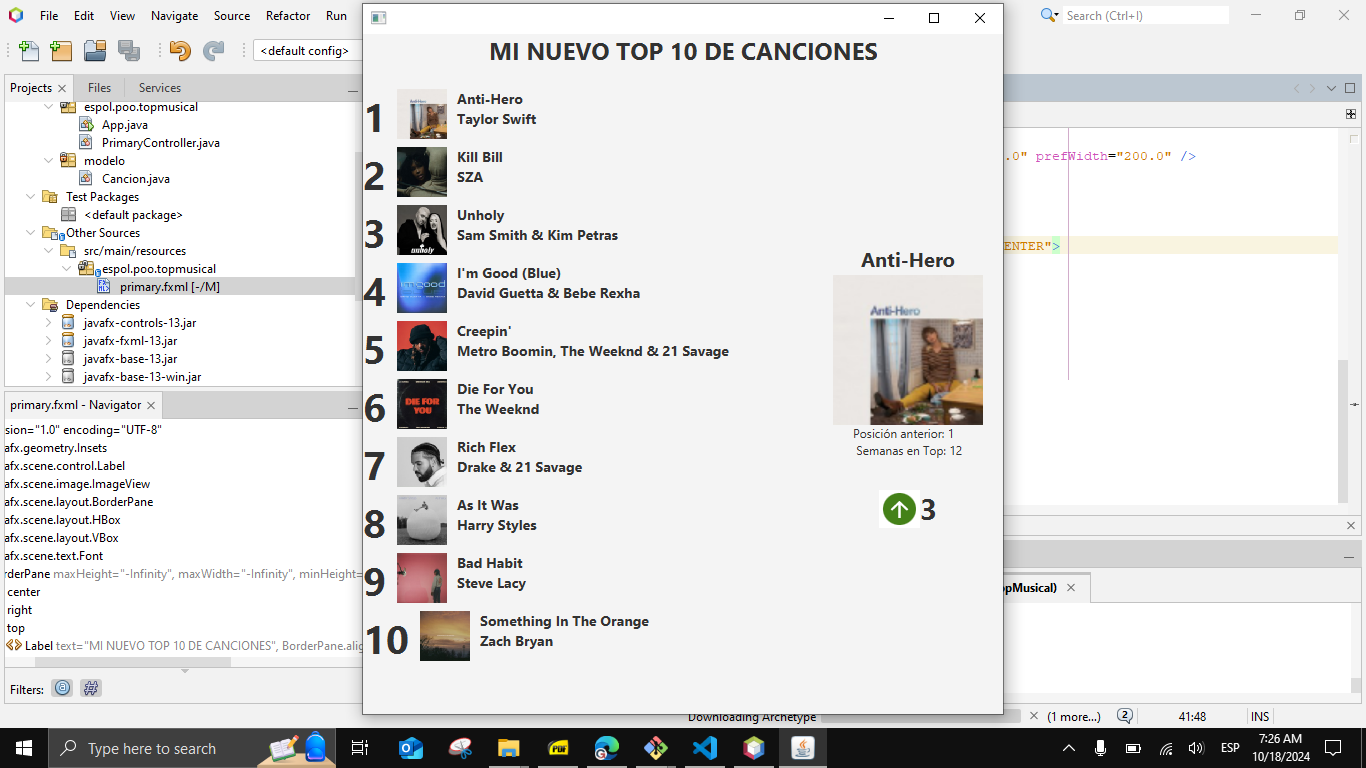 File Edit View Navigate Source Refactor Run
Search (Ctrl+I)
<default config>
Projects
Files
Services
espol.poo.topmusical
App.java
PrimaryController.java
modelo
Cancion.java
Test Packages
<default package>
Other Sources
src/main/resources
espol.poo.topmusical
primary.fxml [-/M]
Dependencies
javafx-controls-13.jar
javafx-fxml-13.jar
javafx-base-13.jar
javafx-base-13-win.jar
primary.fxml - Navigator
sion="1.0" encoding="UTF-8"
afx.geometry.Insets
afx.scene.control.Label
afx.scene.image.ImageView
afx.scene.layout.BorderPane
afx.scene.layout.HBox
afx.scene.layout.VBox
afx.scene.text.Font
rderPane maxHeight="-Infinity", maxWidth="-Infinity", minHeight=
center
right
top
Label text="MI NUEVO TOP 10 DE CANCIONES", BorderPane.alig
Filters:
MI NUEVO TOP 10 DE CANCIONES
1
Anti-Hero
Taylor Swift
2
Kill Bill
SZA
3
unholy
Unholy
Sam Smith & Kim Petras
4
I'm Good (Blue)
David Guetta & Bebe Rexha
5
Creepin'
Metro Boomin, The Weeknd & 21 Savage
6
DIE FOR
YOU
Die For You
The Weeknd
7
Rich Flex
Drake & 21 Savage
8
As It Was
Harry Styles
9
Bad Habit
Steve Lacy
10
Something In The Orange
Zach Bryan
Anti-Hero
Anti-Hero
Posición anterior: 1
Semanas en Top: 12
3
.0" prefWidth="200.0" />
ENTER">
opMusical)
Downloading Archetype
(1 more...)
2
41:48
INS
Type here to search
PDF
ESP
7:26 AM
10/18/2024